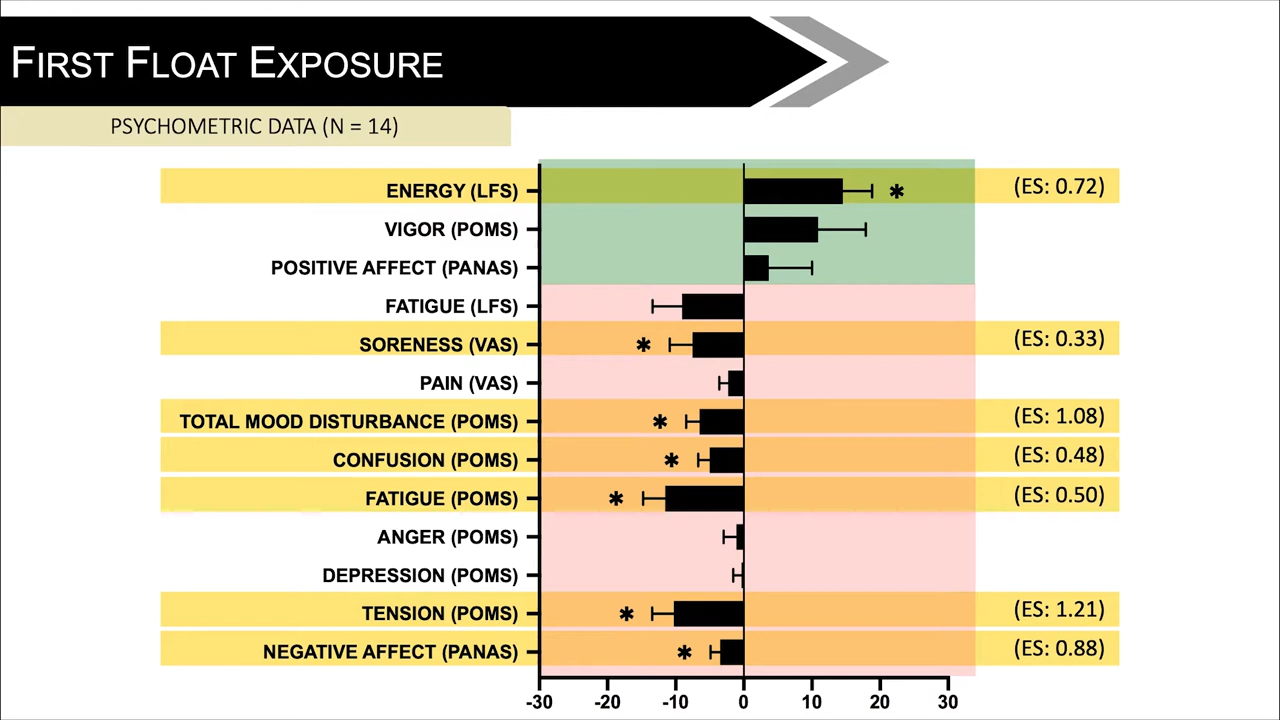 FIRST FLOAT EXPOSURE
PSYCHOMETRIC DATA (N = 14)
ENERGY (LFS) * (ES: 0.72)
VIGOR (POMS)
POSITIVE AFFECT (PANAS)
FATIGUE (LFS)
SORENESS (VAS) * (ES: 0.33)
PAIN (VAS)
TOTAL MOOD DISTURBANCE (POMS) * (ES: 1.08)
CONFUSION (POMS) * (ES: 0.48)
FATIGUE (POMS) * (ES: 0.50)
ANGER (POMS)
DEPRESSION (POMS)
TENSION (POMS) * (ES: 1.21)
NEGATIVE AFFECT (PANAS) * (ES: 0.88)
-30 -20 -10 0 10 20 30